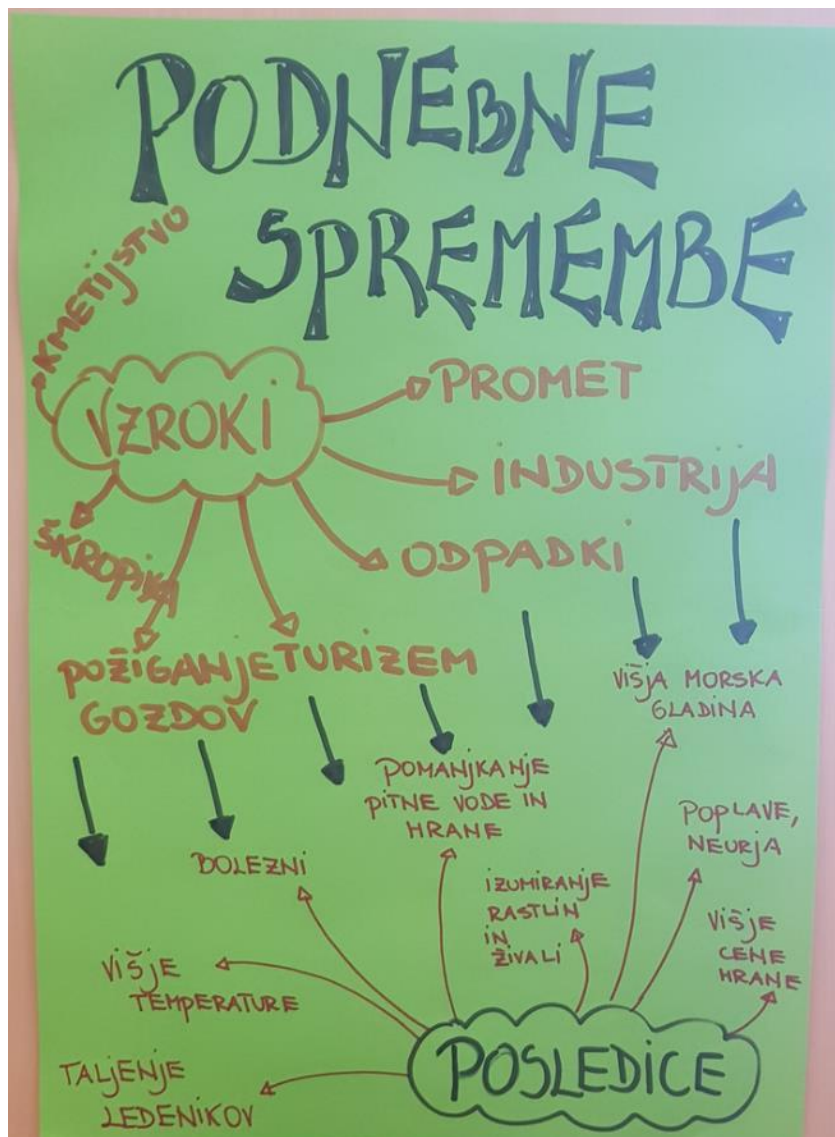 PODNEBNE
SPREMEMBE
KMETIJSTVO
VZROKI
PROMET
INDUSTRIJA
ODPADKI
ŠKROPIVA
POŽIGANJE
GOZDOV
TURIZEM
VIŠJA MORSKA
GLADINA
POMANJKANJE
PITNE VODE IN
HRANE
POPLAVE,
NEURJA
BOLEZNI
IZUMIRANJE
RASTLIN
IN
ŽIVALI
VIŠJE
CENE
HRANE
VIŠJE
TEMPERATURE
TALJENJE
LEDENIKOV
POSLEDICE